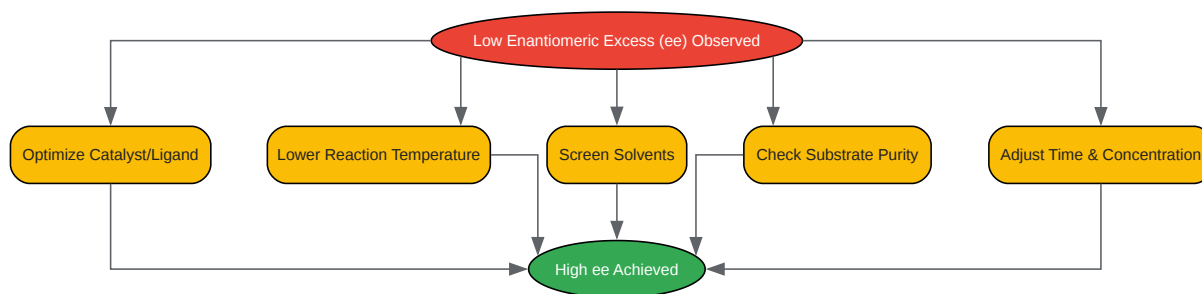 Low Enantiomeric Excess (ee) Observed
Optimize Catalyst/Ligand
Lower Reaction Temperature
Screen Solvents
Check Substrate Purity
Adjust Time & Concentration
High ee Achieved